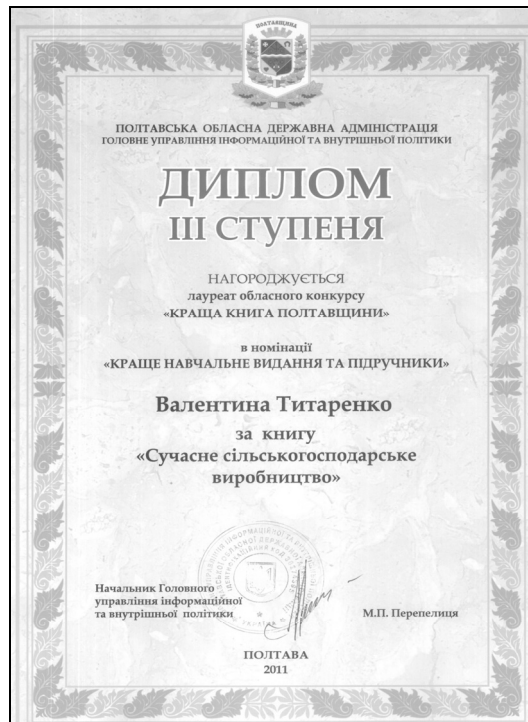 ПОЛТАВЩИНА
ПОЛТАВСЬКА ОБЛАСНА ДЕРЖАВНА АДМІНІСТРАЦІЯ
ГОЛОВНЕ УПРАВЛІННЯ ІНФОРМАЦІЙНОЇ ТА ВНУТРІШНЬОЇ ПОЛІТИКИ
ДИПЛОМ
ІІІ СТУПЕНЯ
НАГОРОДЖУЄТЬСЯ
лауреат обласного конкурсу
«КРАЩА КНИГА ПОЛТАВЩИНИ»
в номінації
«КРАЩЕ НАВЧАЛЬНЕ ВИДАННЯ ТА ПІДРУЧНИКИ»
Валентина Титаренко
за книгу
«Сучасне сільськогосподарське
виробництво»
Начальник Головного
управління інформаційної
та внутрішньої політики
М.П. Перепелиця
ПОЛТАВА
2011